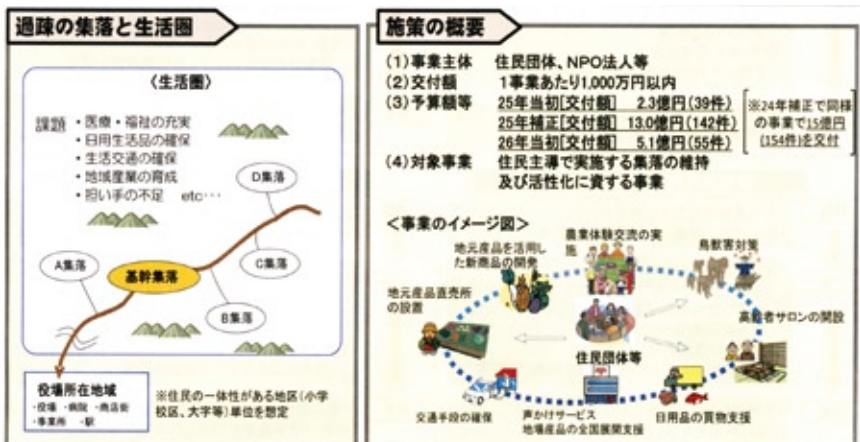 過疎の集落と生活圏
〈生活圏〉
課題
・医療・福祉の充実
・日用生活品の確保
・生活交通の確保
・地域産業の育成
・担い手の不足 etc…
D集落
A集落
基幹集落
C集落
B集落
役場所在地域
・役場 ・病院 ・商店街
・事業所 ・駅
※住民の一体性がある地区(小学
校区、大字等)単位を想定
施策の概要
(1)事業主体 住民団体、NPO法人等
(2)交付額 1事業あたり1,000万円以内
(3)予算額等 25年当初[交付額] 2.3億円(39件)
25年補正[交付額] 13.0億円(142件)
26年当初[交付額] 5.1億円(55件)
※24年補正で同様
の事業で15億円
(154件)を交付
(4)対象事業 住民主導で実施する集落の維持
及び活性化に資する事業
<事業のイメージ図>
地元産品を活用し
た新商品の開発
農業体験交流の実
施
鳥獣害対策
地元産品直売所
の設置
高齢者サロンの開設
住民団体等
交通手段の確保
声かけサービス
地場産品の全国展開支援
日用品の買物支援